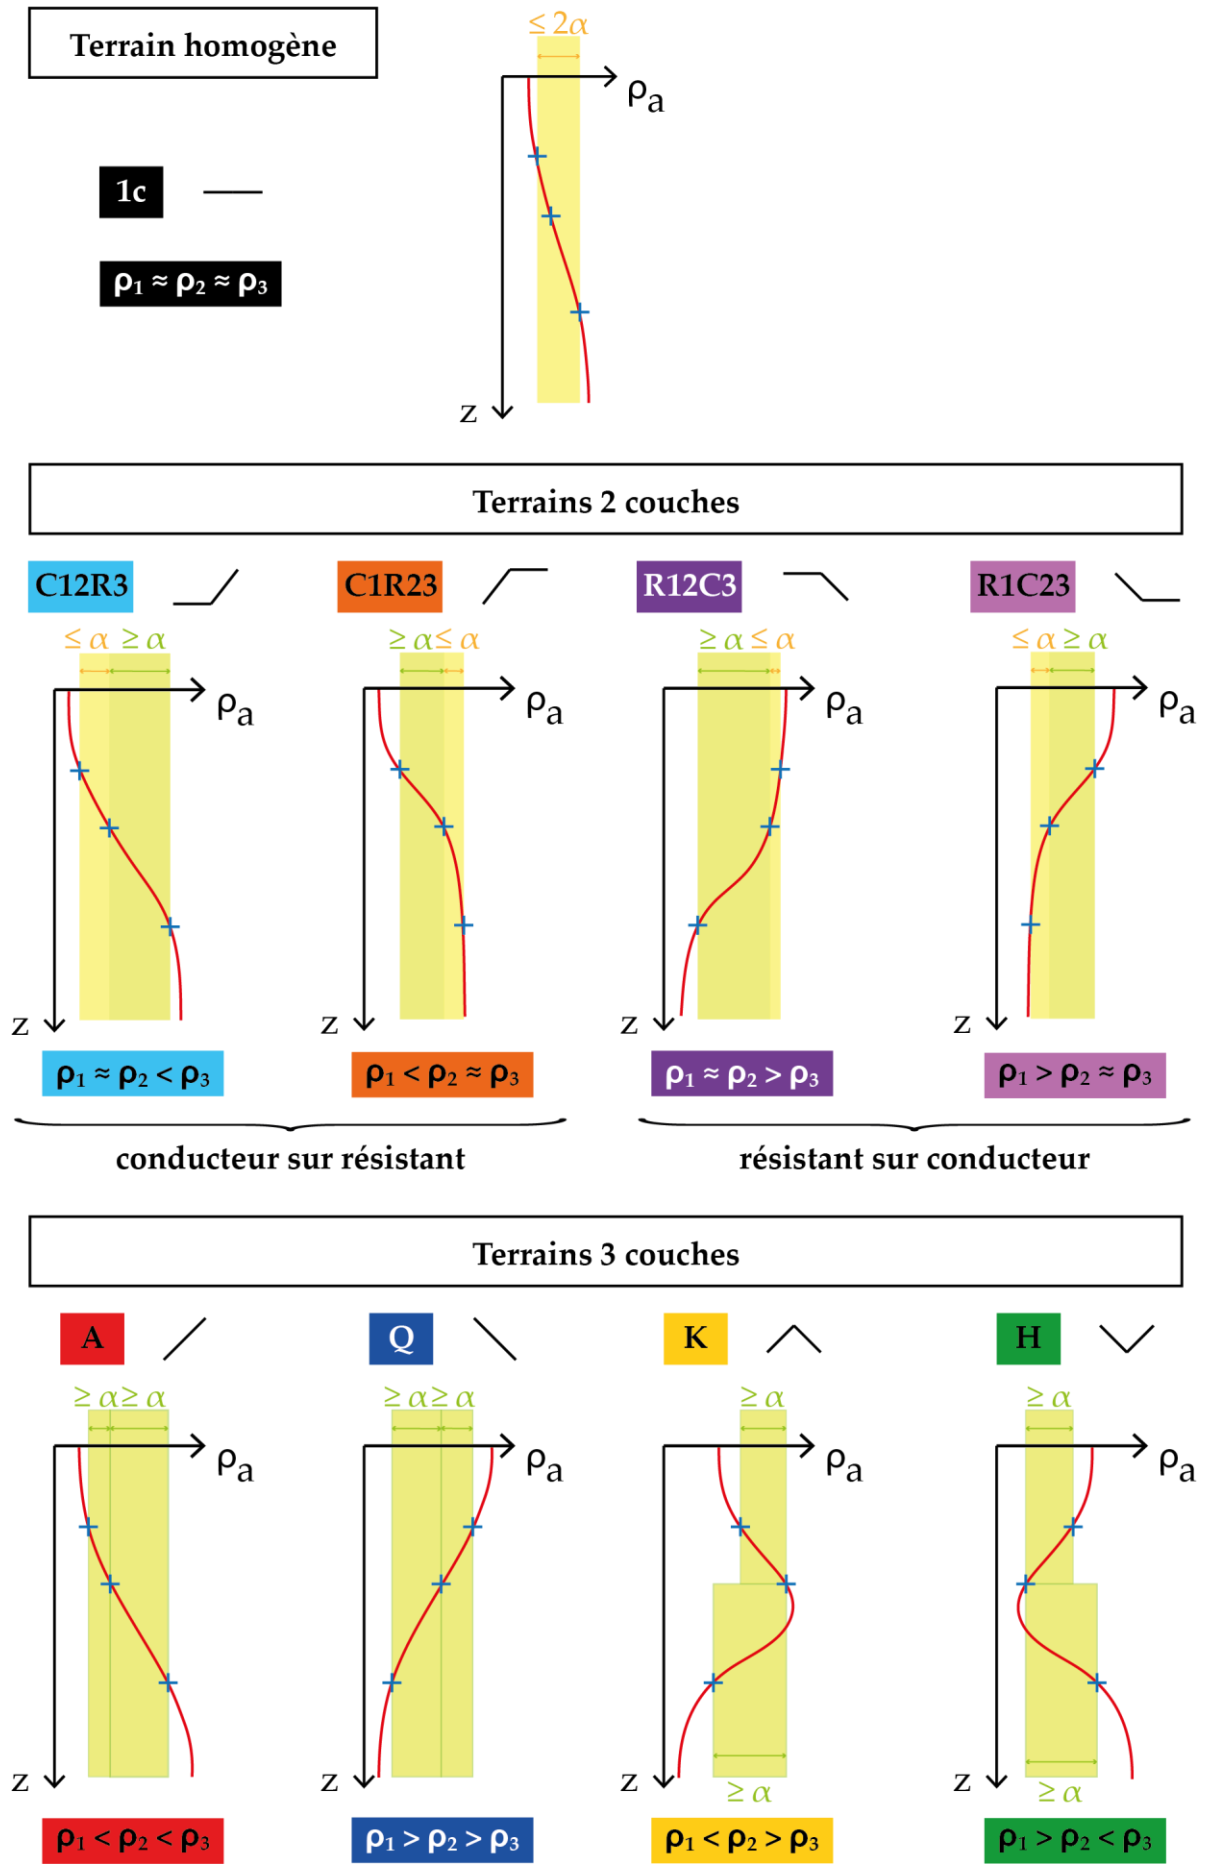 Terrain homogène
≤ 2α
ρa
1c
ρ1 ≈ ρ2 ≈ ρ3
z
Terrains 2 couches
C12R3
C1R23
R12C3
R1C23
≤ α ≥ α
≥ α ≤ α
≥ α ≤ α
≤ α ≥ α
ρa
ρa
ρa
ρa
z
z
z
z
ρ1 ≈ ρ2 < ρ3
ρ1 < ρ2 ≈ ρ3
ρ1 ≈ ρ2 > ρ3
ρ1 > ρ2 ≈ ρ3
conducteur sur résistant
résistant sur conducteur
Terrains 3 couches
A
Q
K
H
≥ α ≥ α
≥ α ≥ α
≥ α
≥ α
ρa
ρa
ρa
ρa
z
z
z
z
≥ α
≥ α
ρ1 < ρ2 < ρ3
ρ1 > ρ2 > ρ3
ρ1 < ρ2 > ρ3
ρ1 > ρ2 < ρ3